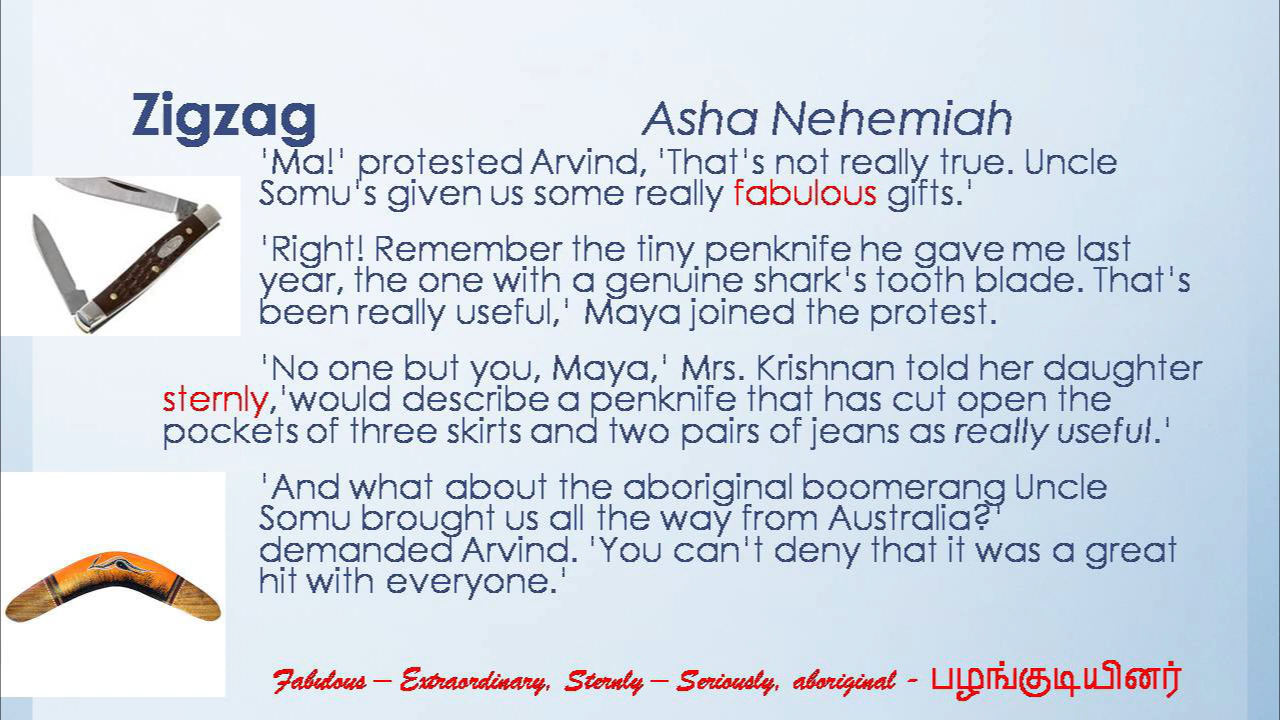 Zigzag Asha Nehemiah
'Ma!' protested Arvind, 'That's not really true. Uncle
Somu's given us some really fabulous gifts.'
'Right! Remember the tiny penknife he gave me last
year, the one with a genuine shark's tooth blade. That's
been really useful,' Maya joined the protest.
'No one but you, Maya,' Mrs. Krishnan told her daughter
sternly,'would describe a penknife that has cut open the
pockets of three skirts and two pairs of jeans as really useful.'
'And what about the aboriginal boomerang Uncle
Somu brought us all the way from Australia?'
demanded Arvind. 'You can't deny that it was a great
hit with everyone.'
Fabulous – Extraordinary, Sternly – Seriously, aboriginal - பழங்குடியினர்